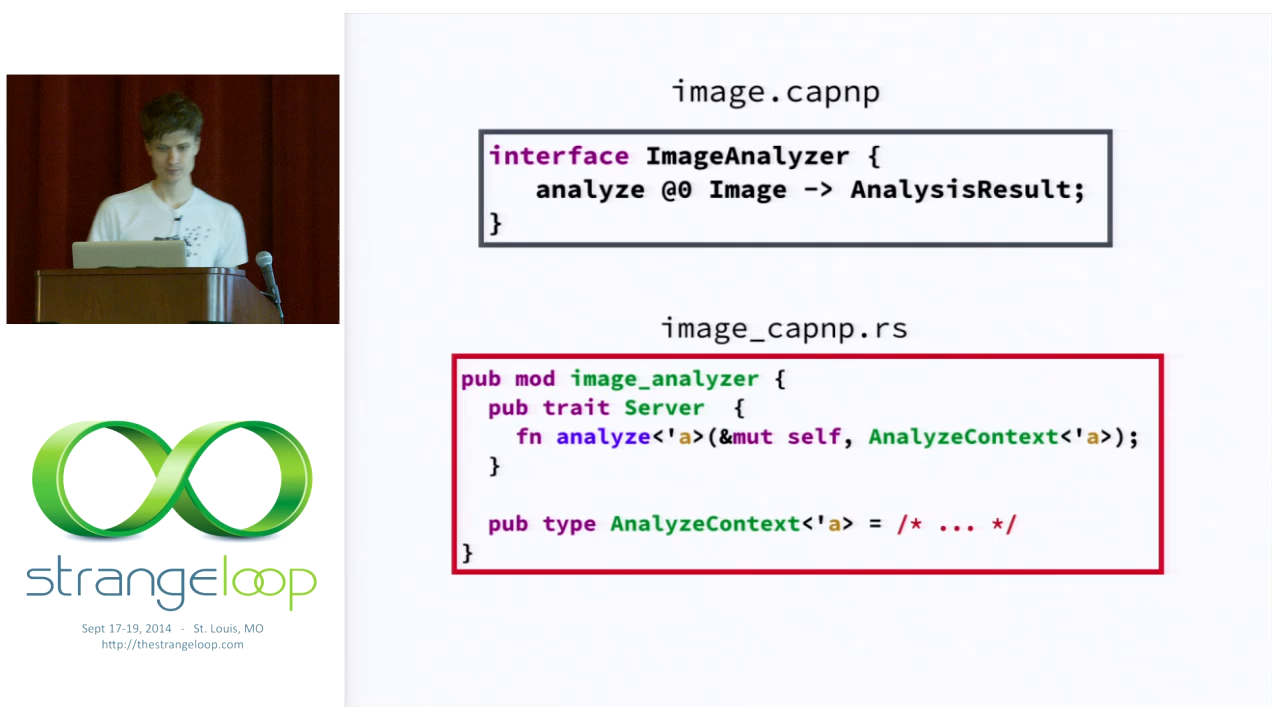 image.capnp
interface ImageAnalyzer {
analyze @0 Image -> AnalysisResult;
}
image_capnp.rs
pub mod image_analyzer {
pub trait Server {
fn analyze<'a>(&mut self, AnalyzeContext<'a>);
}
pub type AnalyzeContext<'a> = /* ... */
}
strangeloop
Sept 17-19, 2014 - St. Louis, MO
http://thestrangeloop.com